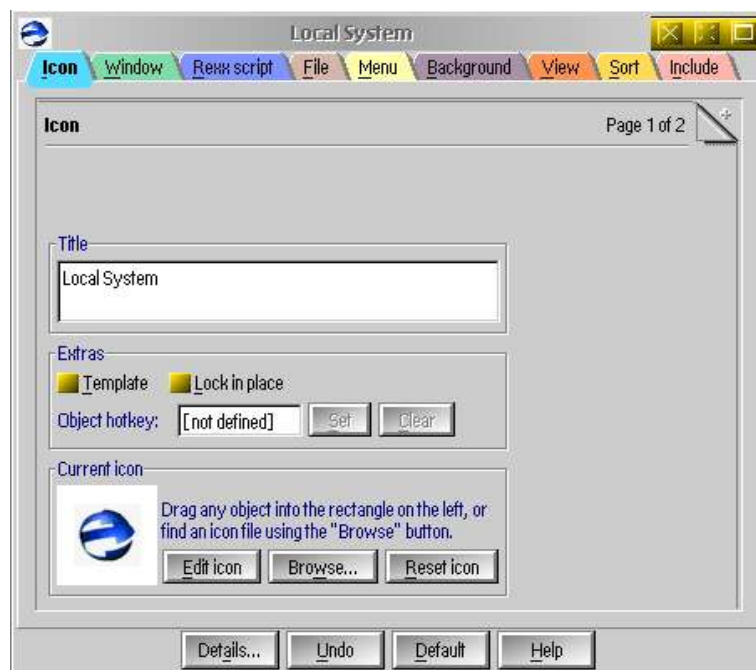 Local System
Icon Window Rexx script File Menu Background View Sort Include
Icon Page 1 of 2
Title
Local System
Extras
Template Lock in place
Object hotkey: [not defined] Set Clear
Current icon
Drag any object into the rectangle on the left, or
find an icon file using the "Browse" button.
Edit icon Browse... Reset icon
Details... Undo Default Help